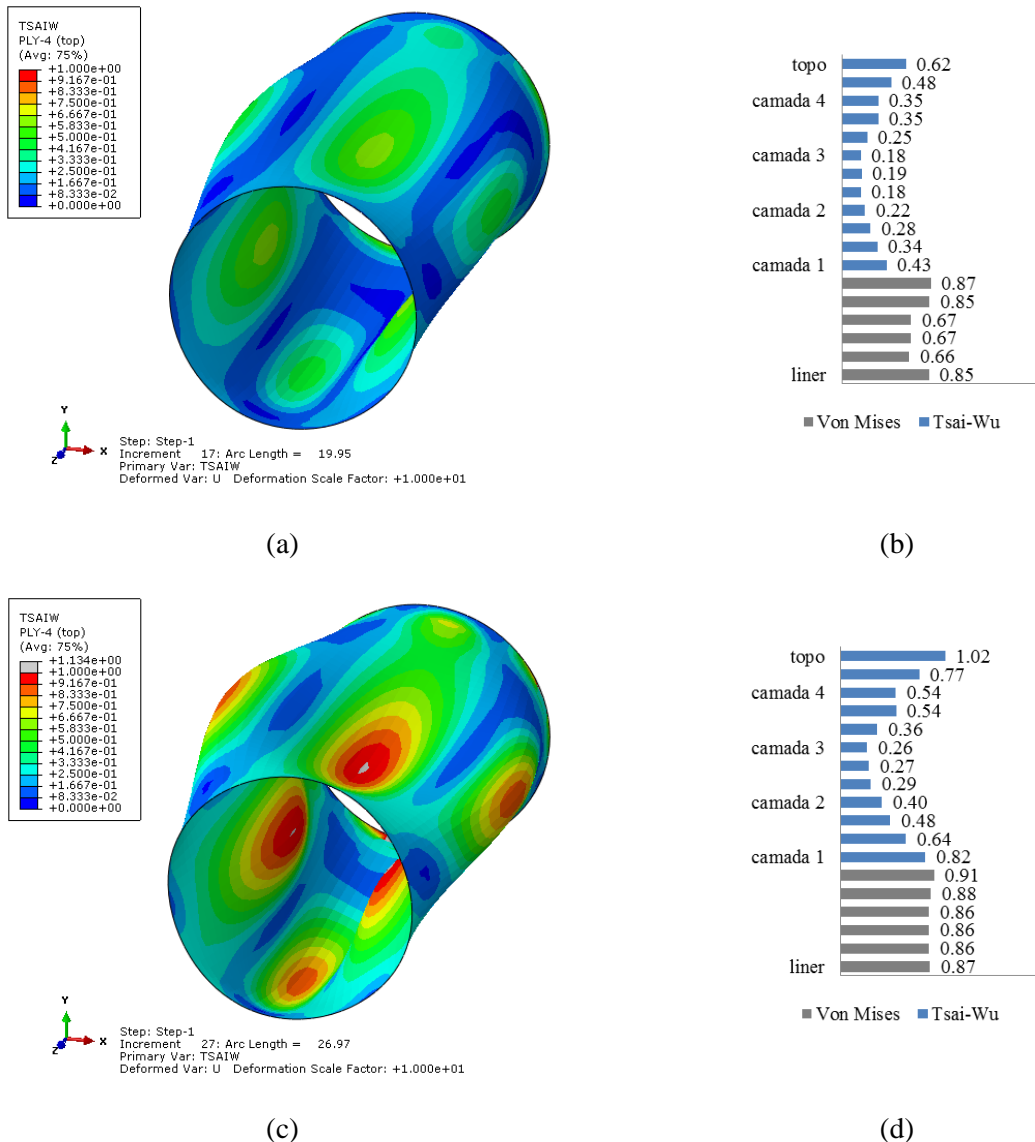 TSAIW
PLY-4 (top)
(Avg: 75%)
+1.000e+00
+9.167e-01
+8.333e-01
+7.500e-01
+6.667e-01
+5.833e-01
+5.000e-01
+4.167e-01
+3.333e-01
+2.500e-01
+1.667e-01
+8.333e-02
+0.000e+00
Y
X
Z
Step: Step-1
Increment 17: Arc Length = 19.95
Primary Var: TSAIW
Deformed Var: U Deformation Scale Factor: +1.000e+01
(a)
topo 0.62
0.48
camada 4 0.35
0.35
0.25
camada 3 0.18
0.19
0.18
camada 2 0.22
0.28
0.34
camada 1 0.43
0.87
0.85
0.67
0.67
0.66
liner 0.85
Von Mises Tsai-Wu
(b)
TSAIW
PLY-4 (top)
(Avg: 75%)
+1.134e+00
+1.000e+00
+9.167e-01
+8.333e-01
+7.500e-01
+6.667e-01
+5.833e-01
+5.000e-01
+4.167e-01
+3.333e-01
+2.500e-01
+1.667e-01
+8.333e-02
+0.000e+00
Y
X
Z
Step: Step-1
Increment 27: Arc Length = 26.97
Primary Var: TSAIW
Deformed Var: U Deformation Scale Factor: +1.000e+01
(c)
topo 1.02
0.77
camada 4 0.54
0.54
0.36
camada 3 0.26
0.27
0.29
camada 2 0.40
0.48
0.64
camada 1 0.82
0.91
0.88
0.86
0.86
0.86
liner 0.87
Von Mises Tsai-Wu
(d)